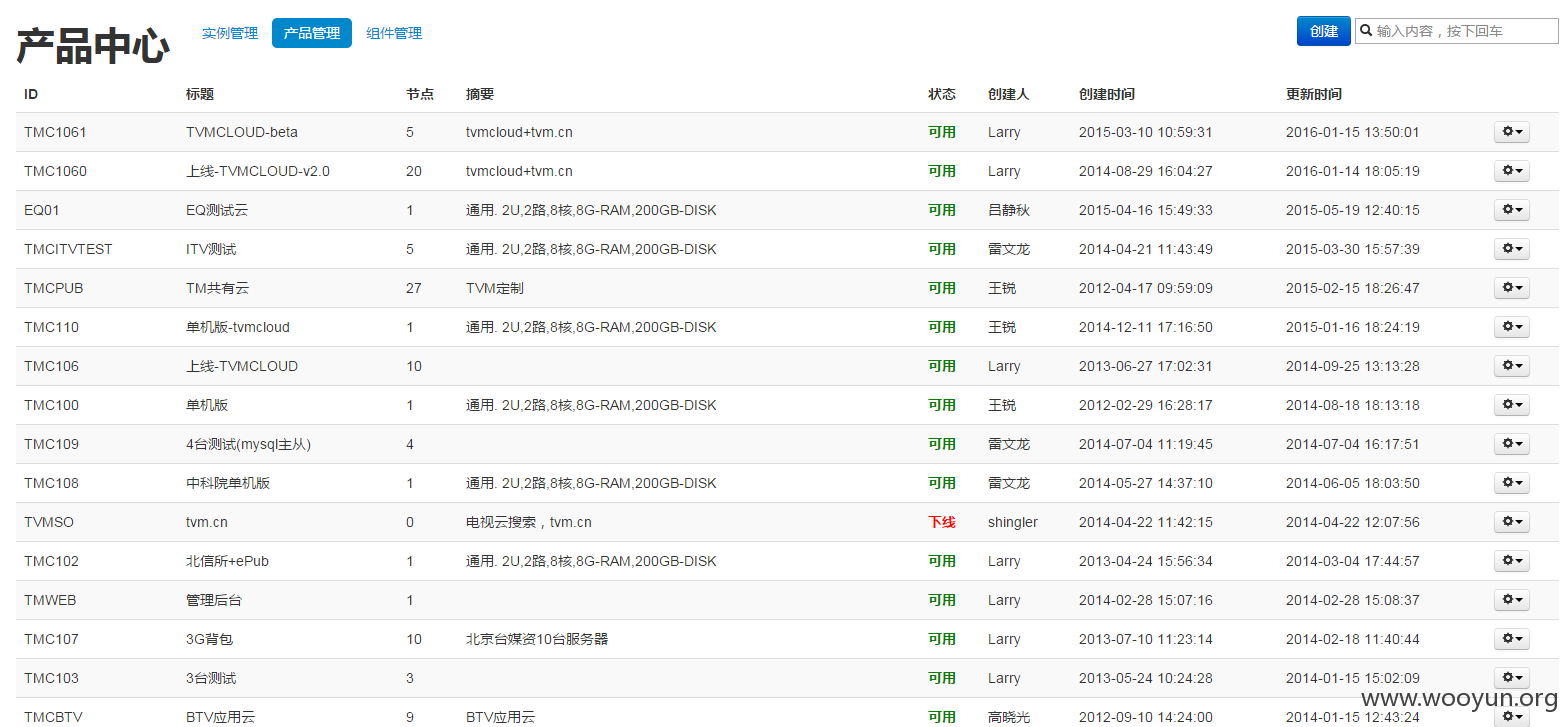 产品中心 实例管理 产品管理 组件管理 创建 输入内容，按下回车
ID 标题 节点 摘要 状态 创建人 创建时间 更新时间
TMC1061 TVMCLOUD-beta 5 tvmcloud+tvm.cn 可用 Larry 2015-03-10 10:59:31 2016-01-15 13:50:01
TMC1060 上线-TVMCLOUD-v2.0 20 tvmcloud+tvm.cn 可用 Larry 2014-08-29 16:04:27 2016-01-14 18:05:19
EQ01 EQ测试云 1 通用. 2U,2路,8核,8G-RAM,200GB-DISK 可用 吕静秋 2015-04-16 15:49:33 2015-05-19 12:40:15
TMCITVTEST ITV测试 5 通用. 2U,2路,8核,8G-RAM,200GB-DISK 可用 雷文龙 2014-04-21 11:43:49 2015-03-30 15:57:39
TMCPUB TM共有云 27 TVM定制 可用 王锐 2012-04-17 09:59:09 2015-02-15 18:26:47
TMC110 单机版-tvmcloud 1 通用. 2U,2路,8核,8G-RAM,200GB-DISK 可用 王锐 2014-12-11 17:16:50 2015-01-16 18:24:19
TMC106 上线-TVMCLOUD 10 可用 Larry 2013-06-27 17:02:31 2014-09-25 13:13:28
TMC100 单机版 1 通用. 2U,2路,8核,8G-RAM,200GB-DISK 可用 王锐 2012-02-29 16:28:17 2014-08-18 18:13:18
TMC109 4台测试(mysql主从) 4 可用 雷文龙 2014-07-04 11:19:45 2014-07-04 16:17:51
TMC108 中科院单机版 1 通用. 2U,2路,8核,8G-RAM,200GB-DISK 可用 雷文龙 2014-05-27 14:37:10 2014-06-05 18:03:50
TVMSO tvm.cn 0 电视云搜索，tvm.cn 下线 shingler 2014-04-22 11:42:15 2014-04-22 12:07:56
TMC102 北信所+ePub 1 通用. 2U,2路,8核,8G-RAM,200GB-DISK 可用 Larry 2013-04-24 15:56:34 2014-03-04 17:44:57
TMWEB 管理后台 1 可用 Larry 2014-02-28 15:07:16 2014-02-28 15:08:37
TMC107 3G背包 10 北京台媒资10台服务器 可用 Larry 2013-07-10 11:23:14 2014-02-18 11:40:44
TMC103 3台测试 3 可用 Larry 2013-05-24 10:24:28 2014-01-15 15:02:09
www.wooyun.org
TMCBTV BTV应用云 9 BTV应用云 可用 高晓光 2012-09-10 14:24:00 2014-01-15 12:43:24